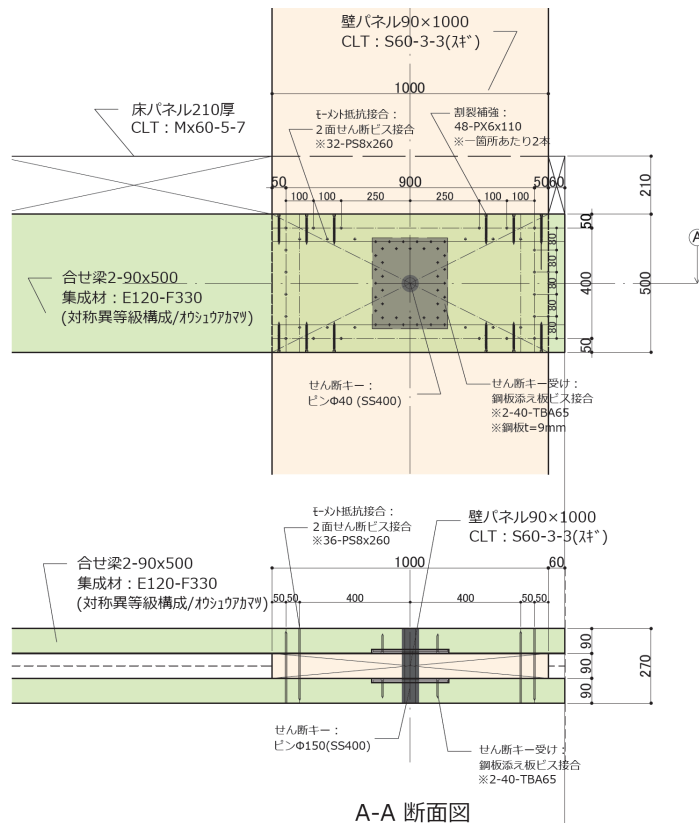 壁パネル90×1000
CLT：S60-3-3(ｽｷﾞ)
1000
床パネル210厚
CLT：Mx60-5-7
ﾓｰﾒﾝﾄ抵抗接合：
２面せん断ビス接合
※32-PS8x260
割裂補強：
48-PX6x110
※一箇所あたり2本
50
900
50
60
100
100
250
250
100
100
210
50
80
80
80
80
80
400
50
500
A
合せ梁2-90x500
集成材：E120-F330
(対称異等級構成/ｵｳｼｭｳｱｶﾏﾂ)
せん断キー：
ピンΦ40 (SS400)
せん断キー受け：
鋼板添え板ビス接合
※2-40-TBA65
※鋼板t=9mm
ﾓｰﾒﾝﾄ抵抗接合：
２面せん断ビス接合
※36-PS8x260
壁パネル90×1000
CLT：S60-3-3(ｽｷﾞ)
合せ梁2-90x500
集成材：E120-F330
(対称異等級構成/ｵｳｼｭｳｱｶﾏﾂ)
1000
60
50
50
400
400
50
50
90
90
90
270
せん断キー：
ピンΦ150(SS400)
せん断キー受け：
鋼板添え板ビス接合
※2-40-TBA65
A-A 断面図